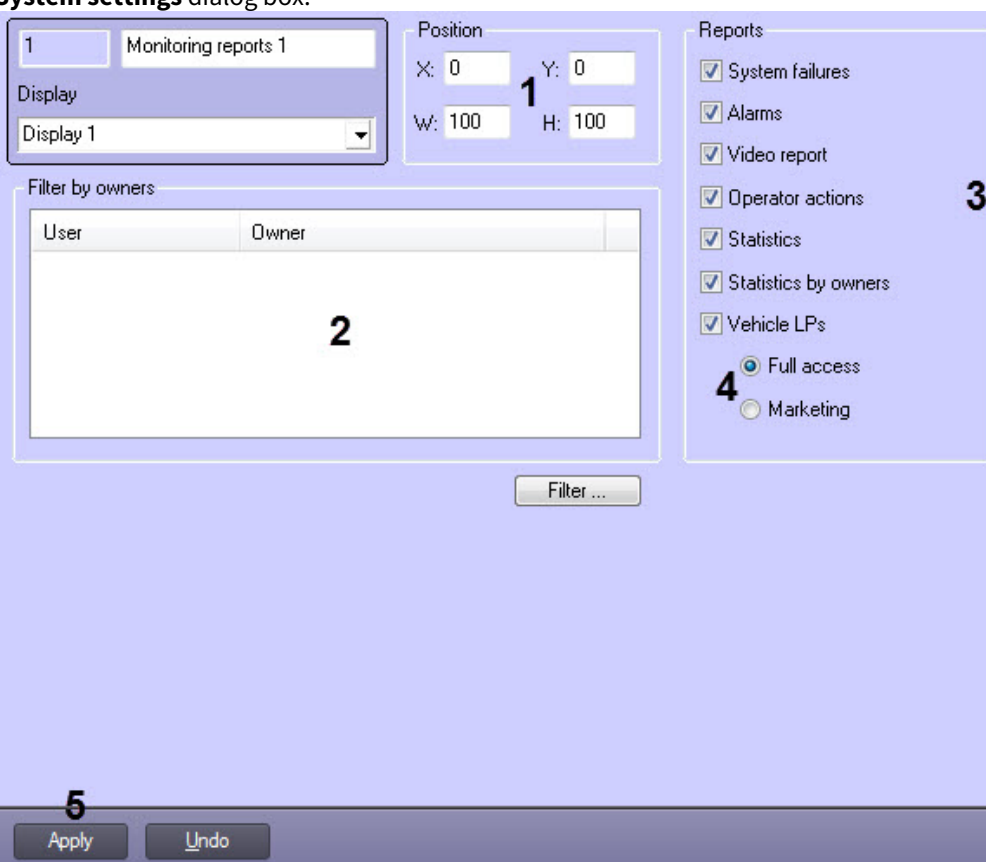 System settings dialog box.
1 Monitoring reports 1
Display
Display 1
Position
X: 0 Y: 0
1
W: 100 H: 100
Filter by owners
User Owner
2
Filter ...
Reports
System failures
Alarms
Video report
Operator actions
3
Statistics
Statistics by owners
Vehicle LPs
Full access
4
Marketing
5
Apply Undo